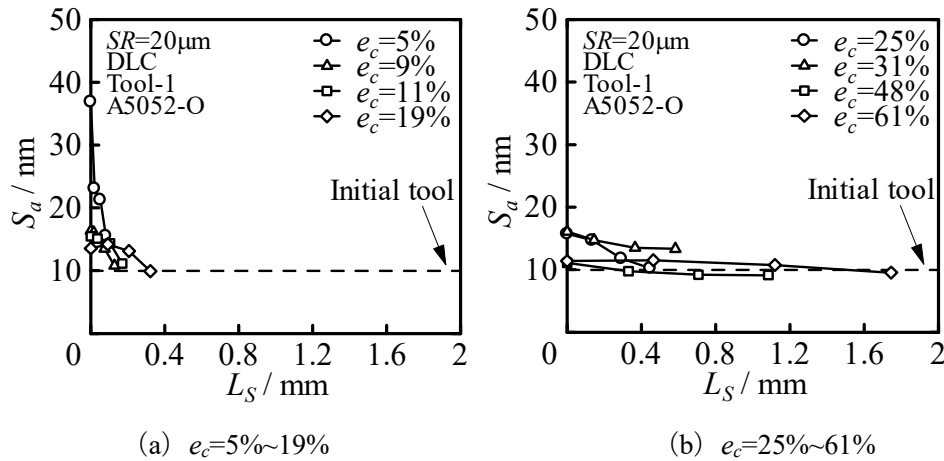 50
40
30
20
10
0
0.4
0.8
1.2
1.6
2
S_a / nm
L_S / mm
SR=20μm
DLC
Tool-1
A5052-O
e_c=5%
e_c=9%
e_c=11%
e_c=19%
Initial tool
(a) e_c=5%~19%
50
40
30
20
10
0
0.4
0.8
1.2
1.6
2
S_a / nm
L_S / mm
SR=20μm
DLC
Tool-1
A5052-O
e_c=25%
e_c=31%
e_c=48%
e_c=61%
Initial tool
(b) e_c=25%~61%